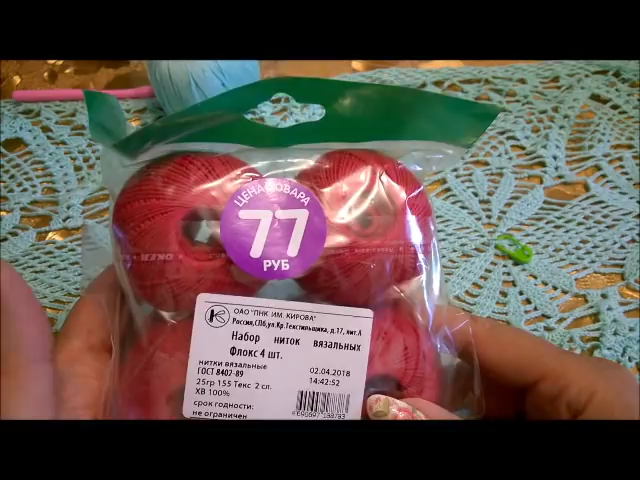 ЦЕНА ТОВАРА
77
РУБ
ОАО "ПНК ИМ. КИРОВА"
Россия,СПб,ул.Кр.Текстильщика, д.17, лит.А
Набор ниток вязальных
Флокс 4 шт.
нитки вязальные
ГОСТ 8402-89
02.04.2018
25гр 155 Текс 2 сл.
14:42:52
ХВ 100%
срок годности:
не ограничен